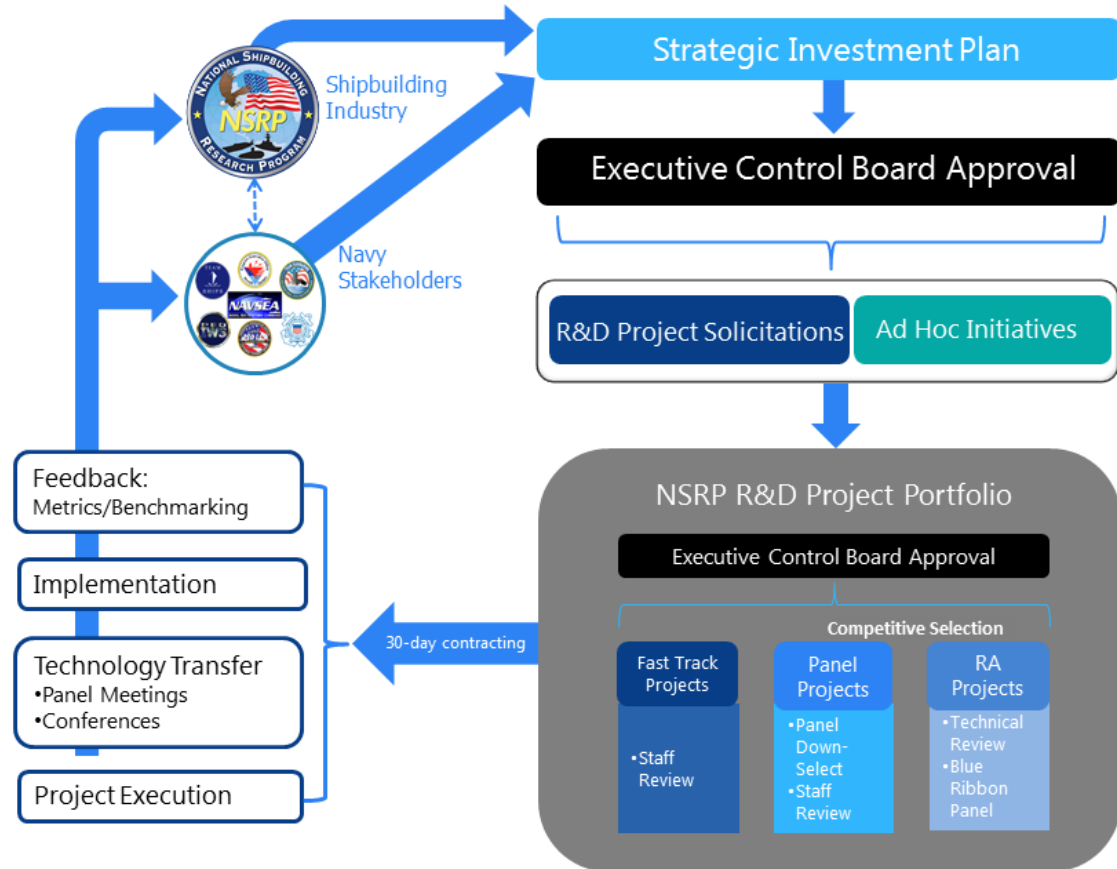 NATIONAL SHIPBUILDING
NSRP
RESEARCH PROGRAM
Shipbuilding
Industry
Strategic Investment Plan
Executive Control Board Approval
Navy
Stakeholders
TEAM
SHIPS
NAVSEA
R&D Project Solicitations
Ad Hoc Initiatives
NSRP R&D Project Portfolio
Executive Control Board Approval
Competitive Selection
Fast Track
Projects
•Staff
Review
Panel
Projects
•Panel
Down-
Select
•Staff
Review
RA
Projects
•Technical
Review
•Blue
Ribbon
Panel
30-day contracting
Feedback:
Metrics/Benchmarking
Implementation
Technology Transfer
•Panel Meetings
•Conferences
Project Execution